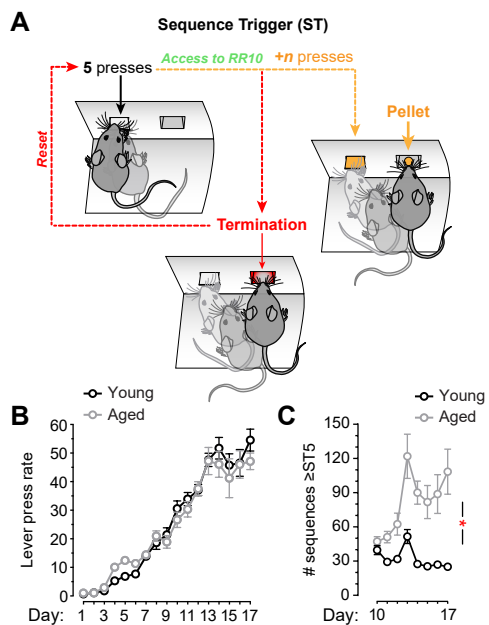 A
Sequence Trigger (ST)
5 presses
Access to RR10
+n presses
Reset
Pellet
Termination
B
Young
Aged
Lever press rate
60
50
40
30
20
10
0
Day: 1 3 5 7 9 11 13 15 17
C
Young
Aged
# sequences ≥ST5
150
120
90
60
30
0
*
Day: 10 17